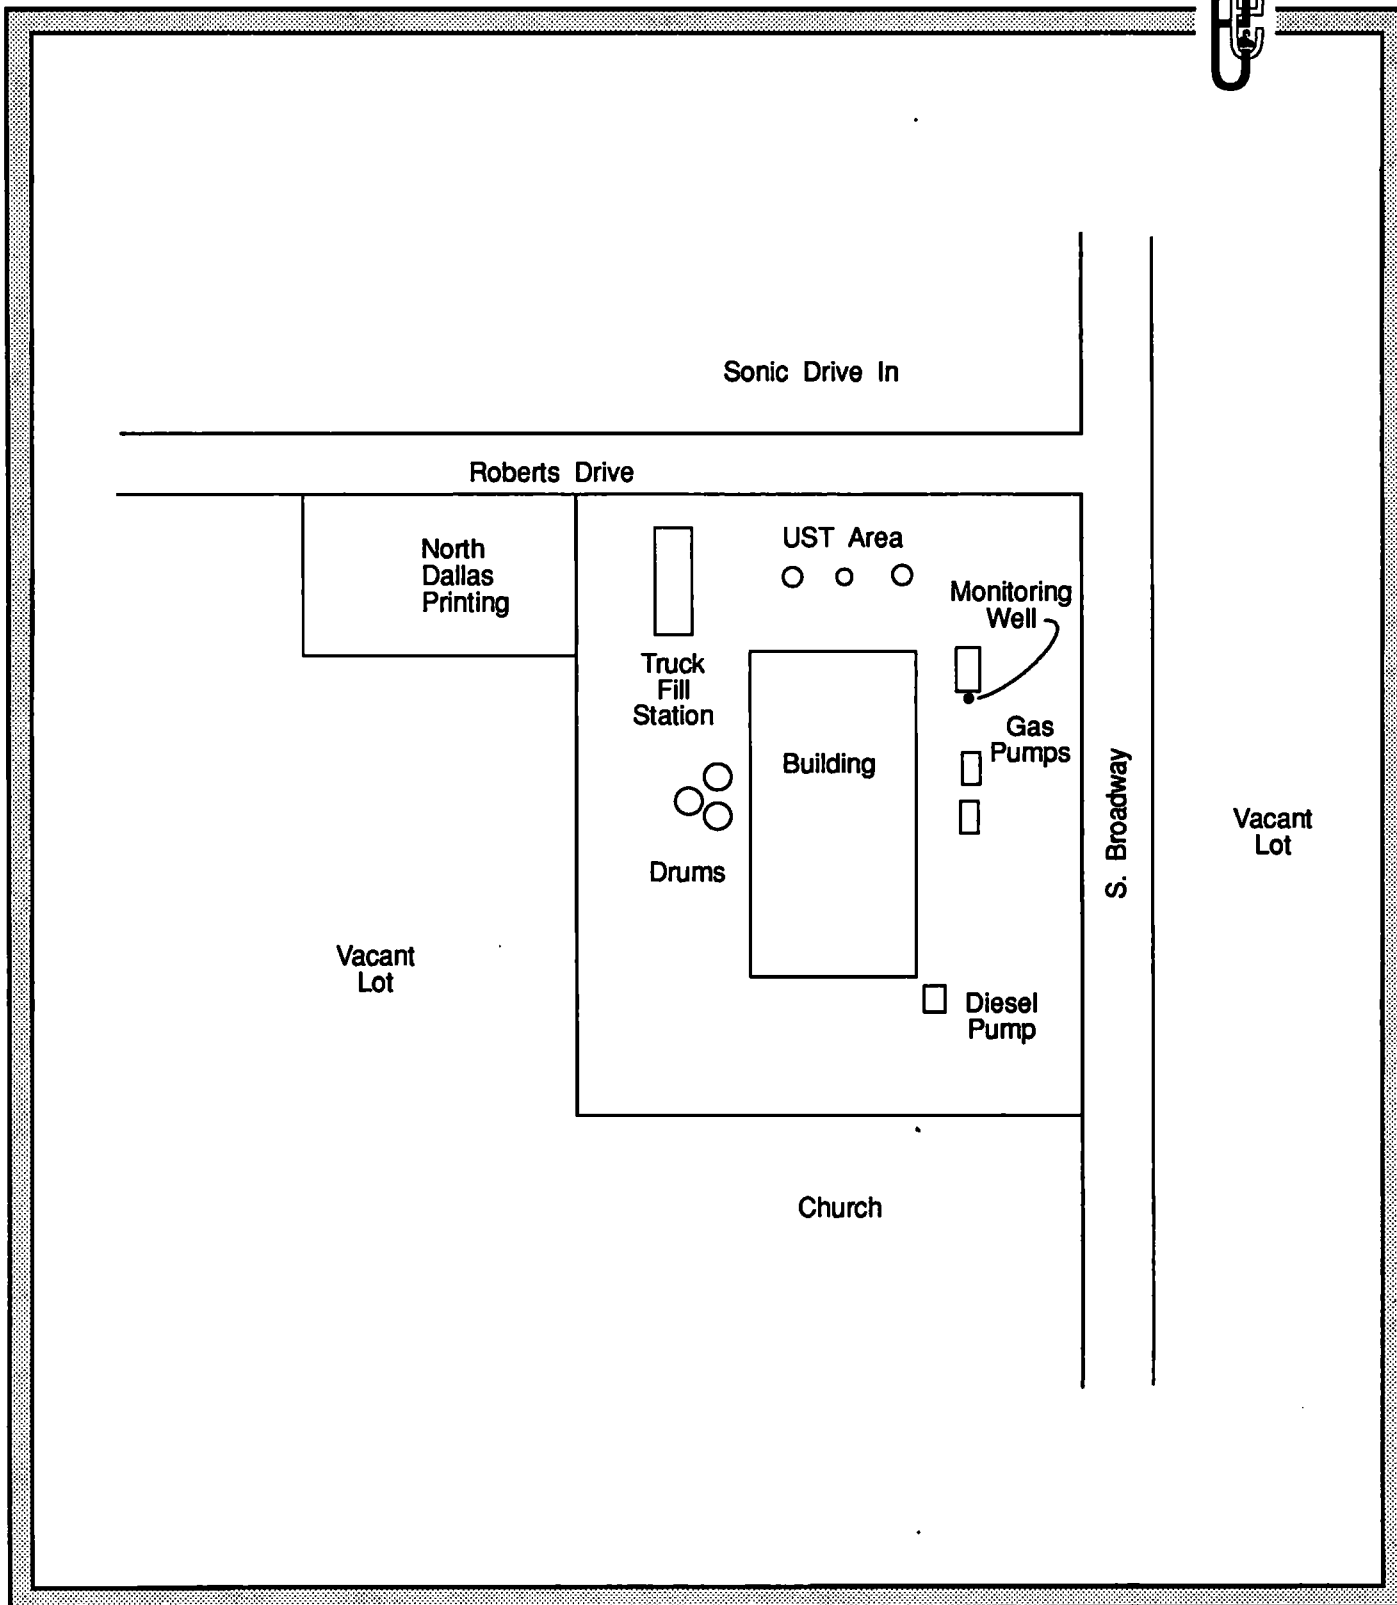 Sonic Drive In
Roberts Drive
North
Dallas
Printing
UST Area
Monitoring
Well
Truck
Fill
Station
Gas
Pumps
Building
S. Broadway
Vacant
Lot
Drums
Vacant
Lot
Diesel
Pump
Church